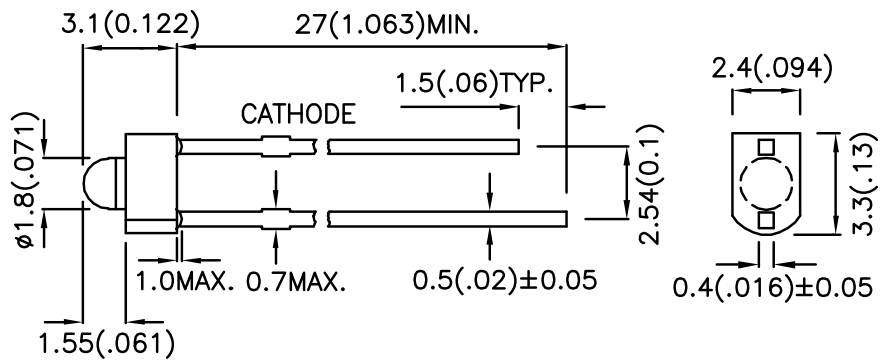 3.1(0.122)
27(1.063)MIN.
1.5(.06)TYP.
2.4(.094)
CATHODE
ø1.8(.071)
2.54(0.1)
3.3(.13)
1.0MAX.
0.7MAX.
0.5(.02)±0.05
0.4(.016)±0.05
1.55(.061)